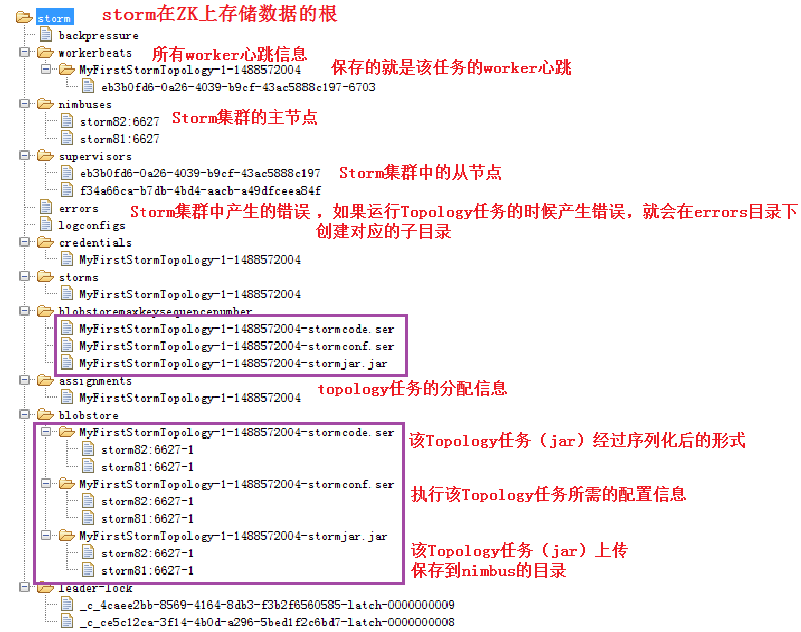 storm storm在ZK上存储数据的根
backpressure
workerbeats 所有worker心跳信息
MyFirstStormTopology-1-1488572004 保存的就是该任务的worker心跳
eb3b0fd6-0a26-4039-b9cf-43ac5888c197-6703
nimbuses
storm82:6627 Storm集群的主节点
storm81:6627
supervisors
eb3b0fd6-0a26-4039-b9cf-43ac5888c197 Storm集群中的从节点
f34a66ca-b7db-4bd4-aacb-a49dfceea84f
errors Storm集群中产生的错误 ，如果运行Topology任务的时候产生错误，就会在errors目录下
logconfigs 创建对应的子目录
credentials
MyFirstStormTopology-1-1488572004
storms
MyFirstStormTopology-1-1488572004
blobstoremaxkeysequencenumber
MyFirstStormTopology-1-1488572004-stormcode.ser
MyFirstStormTopology-1-1488572004-stormconf.ser
MyFirstStormTopology-1-1488572004-stormjar.jar
assignments topology任务的分配信息
MyFirstStormTopology-1-1488572004
blobstore
MyFirstStormTopology-1-1488572004-stormcode.ser 该Topology任务（jar）经过序列化后的形式
storm82:6627-1
storm81:6627-1
MyFirstStormTopology-1-1488572004-stormconf.ser 执行该Topology任务所需的配置信息
storm82:6627-1
storm81:6627-1
MyFirstStormTopology-1-1488572004-stormjar.jar
storm82:6627-1 该Topology任务（jar）上传
storm81:6627-1 保存到nimbus的目录
leader-lock
_c_4caee2bb-8569-4164-8db3-f3b2f6560585-latch-0000000009
_c_ce5c12ca-3f14-4b0d-a296-5bed1f2c6bd7-latch-0000000008